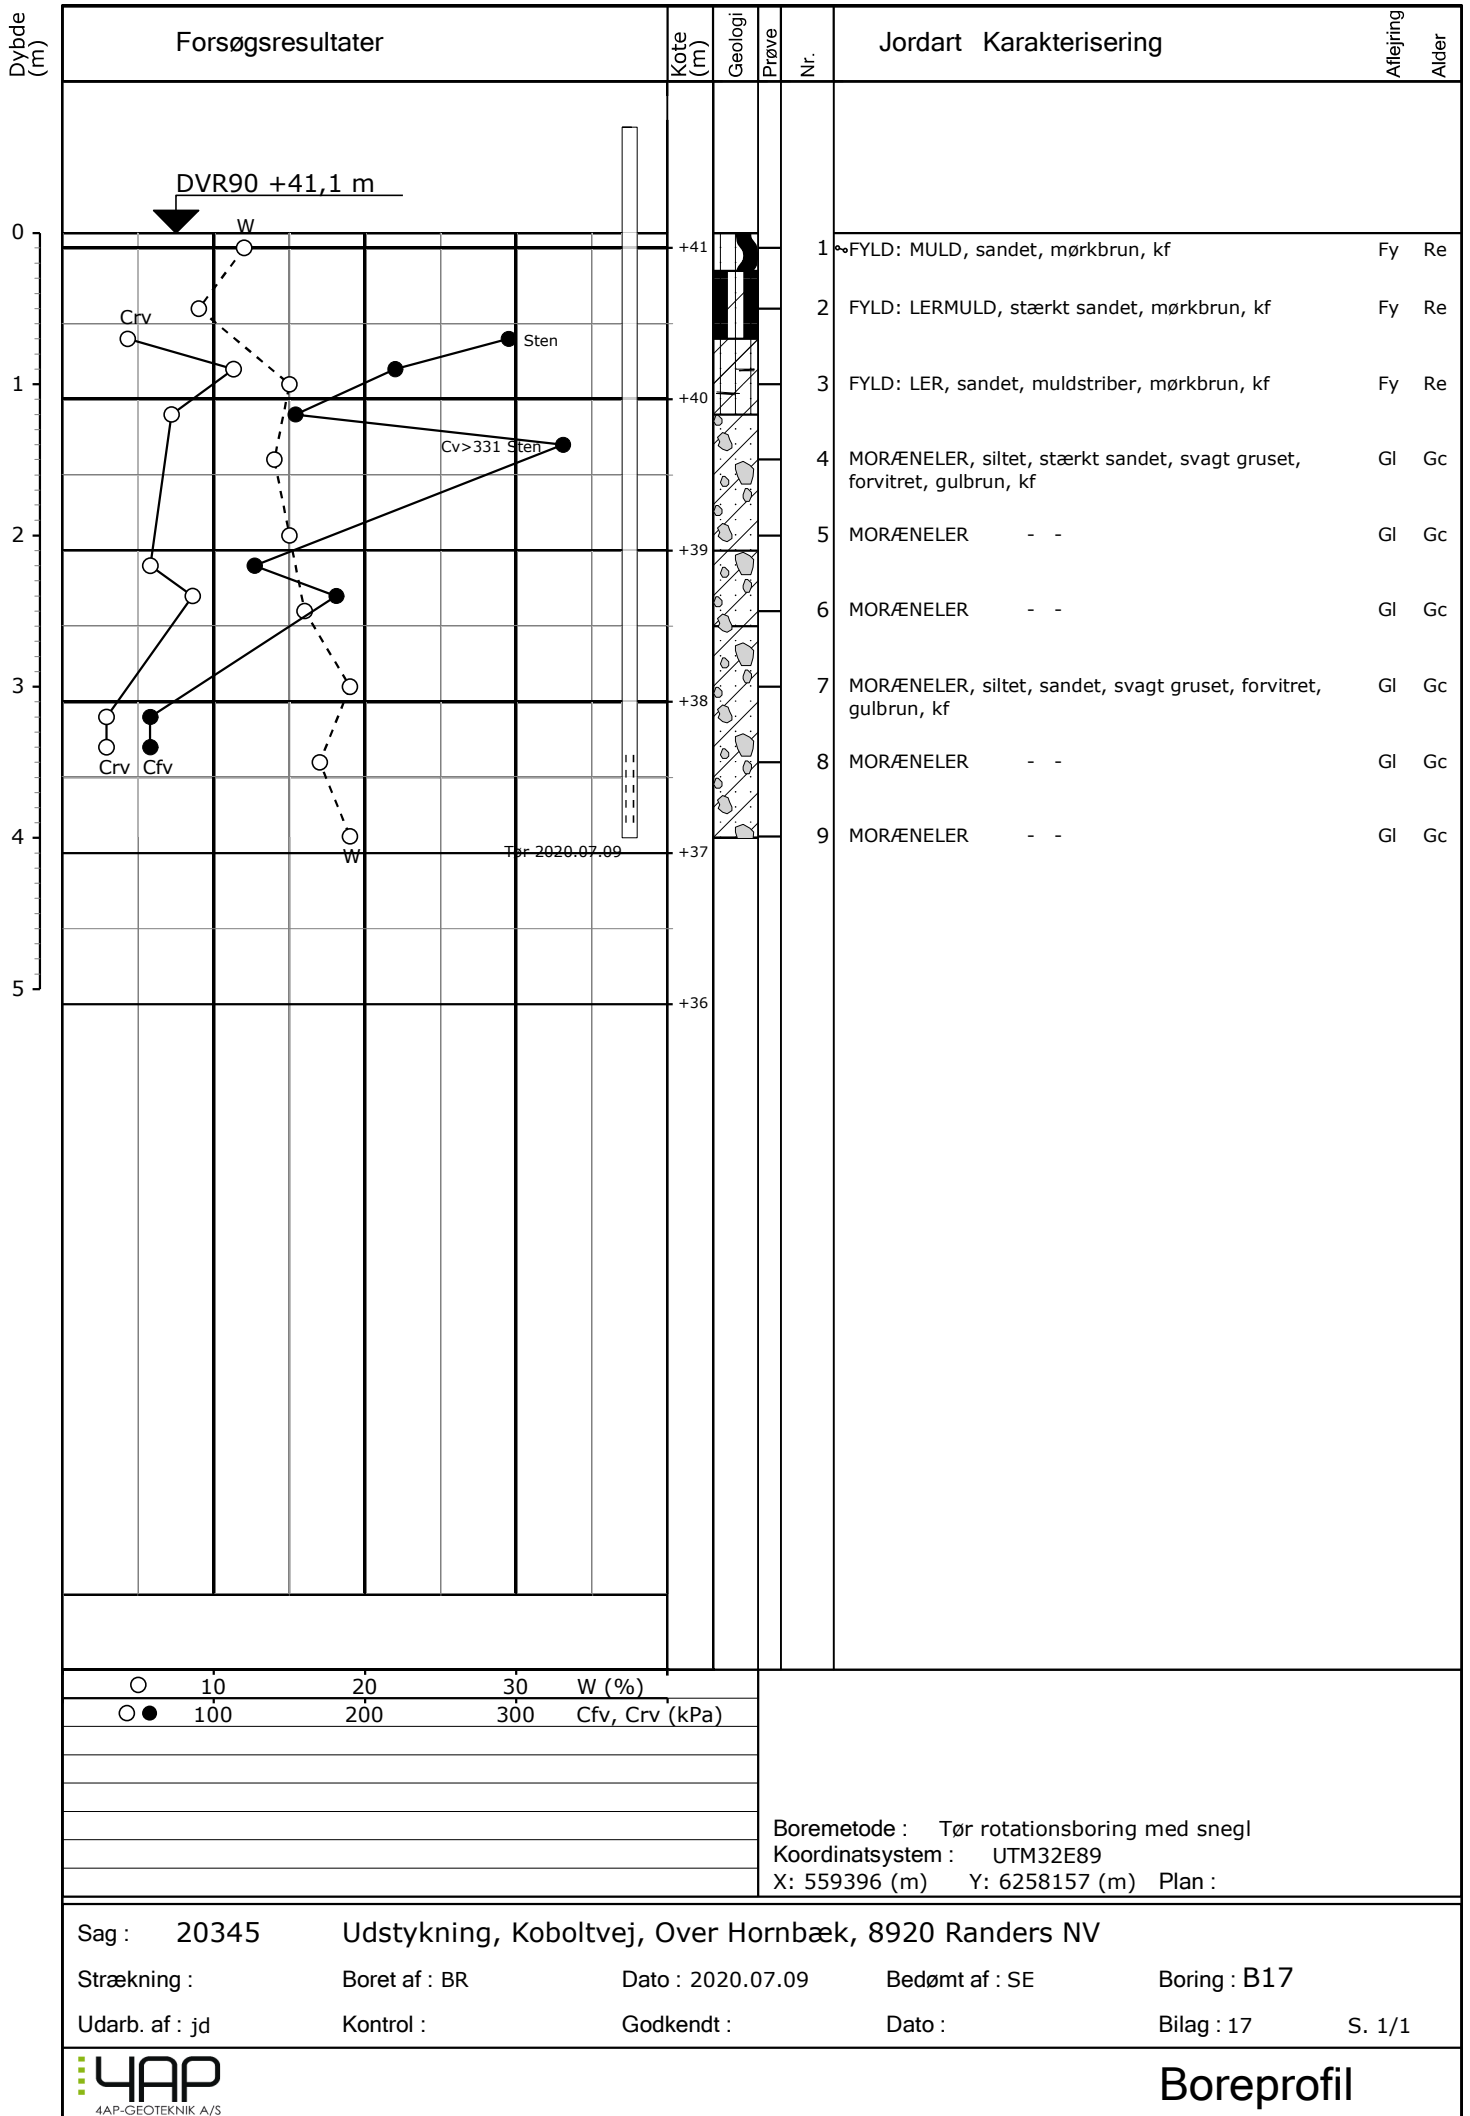 Dybde (m)
Forsøgsresultater
Kote (m)
Geologi
Prøve
Nr.
Jordart Karakterisering
Aflejring
Alder
DVR90 +41,1 m
W
0
+41
1 FYLD: MULD, sandet, mørkbrun, kf Fy Re
2 FYLD: LERMULD, stærkt sandet, mørkbrun, kf Fy Re
Crv
Sten
1
+40
3 FYLD: LER, sandet, muldstriber, mørkbrun, kf Fy Re
Cv>331 Sten
4 MORÆNELER, siltet, stærkt sandet, svagt gruset, Gl Gc
forvitret, gulbrun, kf
2
+39
5 MORÆNELER - - Gl Gc
6 MORÆNELER - - Gl Gc
3
+38
7 MORÆNELER, siltet, sandet, svagt gruset, forvitret, Gl Gc
gulbrun, kf
Crv Cfv
8 MORÆNELER - - Gl Gc
4
9 MORÆNELER - - Gl Gc
W
Tør 2020.07.09
+37
5
+36
10 20 30 W (%)
100 200 300 Cfv, Crv (kPa)
Boremetode : Tør rotationsboring med snegl
Koordinatsystem : UTM32E89
X: 559396 (m) Y: 6258157 (m) Plan :
Sag : 20345 Udstykning, Koboltvej, Over Hornbæk, 8920 Randers NV
Strækning : Boret af : BR Dato : 2020.07.09 Bedømt af : SE Boring : B17
Udarb. af : jd Kontrol : Godkendt : Dato : Bilag : 17 S. 1/1
4AP
4AP-GEOTEKNIK A/S
Boreprofil